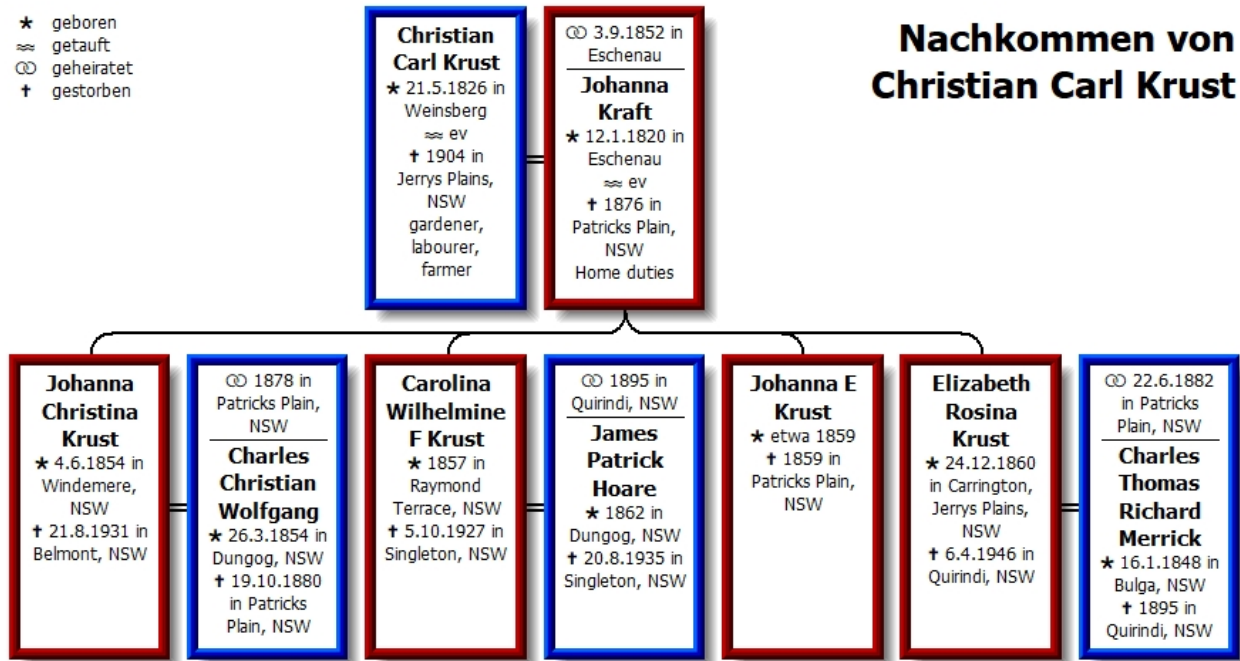 ★ geboren
≈ getauft
⚭ geheiratet
✝ gestorben
Nachkommen von
Christian Carl Krust
Christian
Carl Krust
★ 21.5.1826 in
Weinsberg
≈ ev
✝ 1904 in
Jerrys Plains,
NSW
gardener,
labourer,
farmer
⚭ 3.9.1852 in
Eschenau
Johanna
Kraft
★ 12.1.1820 in
Eschenau
≈ ev
✝ 1876 in
Patricks Plain,
NSW
Home duties
Johanna
Christina
Krust
★ 4.6.1854 in
Windemere,
NSW
✝ 21.8.1931 in
Belmont, NSW
⚭ 1878 in
Patricks Plain,
NSW
Charles
Christian
Wolfgang
★ 26.3.1854 in
Dungog, NSW
✝ 19.10.1880
in Patricks
Plain, NSW
Carolina
Wilhelmine
F Krust
★ 1857 in
Raymond
Terrace, NSW
✝ 5.10.1927 in
Singleton, NSW
⚭ 1895 in
Quirindi, NSW
James
Patrick
Hoare
★ 1862 in
Dungog, NSW
✝ 20.8.1935 in
Singleton, NSW
Johanna E
Krust
★ etwa 1859
✝ 1859 in
Patricks Plain,
NSW
Elizabeth
Rosina
Krust
★ 24.12.1860
in Carrington,
Jerrys Plains,
NSW
✝ 6.4.1946 in
Quirindi, NSW
⚭ 22.6.1882
in Patricks
Plain, NSW
Charles
Thomas
Richard
Merrick
★ 16.1.1848 in
Bulga, NSW
✝ 1895 in
Quirindi, NSW